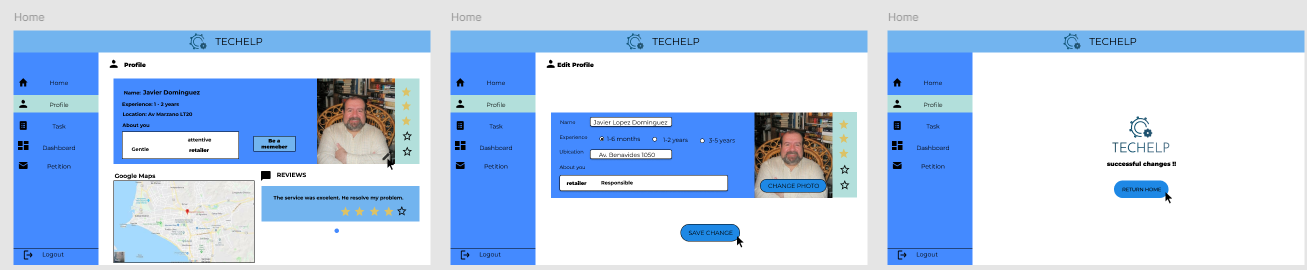 Home
TECHELP
Home
Profile
Task
Dashboard
Petition
Logout
Profile
Name: Javier Dominguez
Experience: 1 - 2 years
Location: Av Marzano LT20
About you
attentive
Gentle
retailer
Be a
memeber
Google Maps
REVIEWS
The service was excelent. He resolve my problem.
Home
TECHELP
Home
Profile
Task
Dashboard
Petition
Logout
Edit Profile
Name
Javier Lopez Dominguez
Experience
1-6 months
1-2 years
3-5 years
Ubication
Av. Benavides 1050
About you
retailer
Responsible
CHANGE PHOTO
SAVE CHANGE
Home
TECHELP
Home
Profile
Task
Dashboard
Petition
Logout
TECHELP
successful changes !!
RETURN HOME